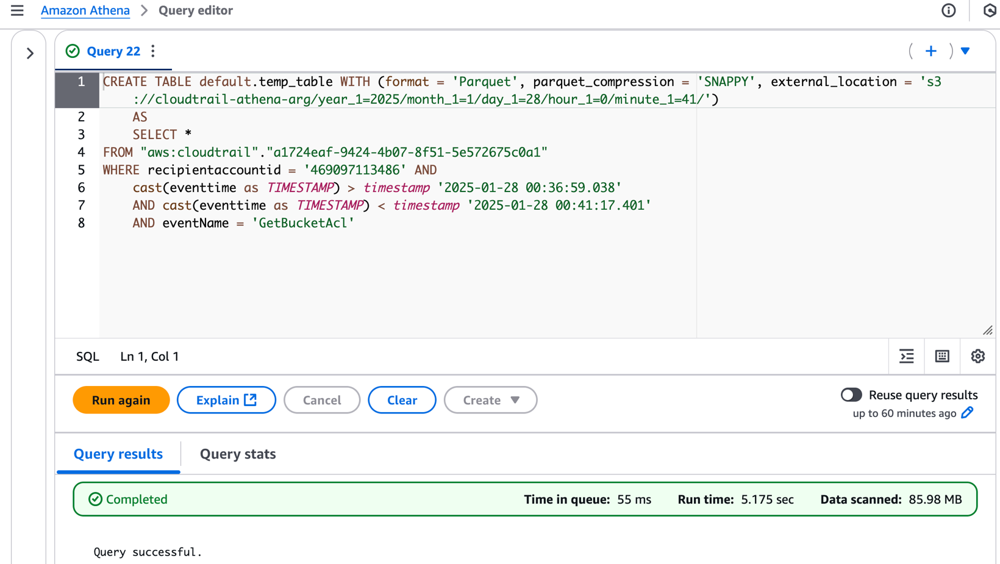 Amazon Athena > Query editor
Query 22
1 CREATE TABLE default.temp_table WITH (format = 'Parquet', parquet_compression = 'SNAPPY', external_location = 's3
://cloudtrail-athena-arg/year_1=2025/month_1=1/day_1=28/hour_1=0/minute_1=41/')
2 AS
3 SELECT *
4 FROM "aws:cloudtrail"."a1724eaf-9424-4b07-8f51-5e572675c0a1"
5 WHERE recipientaccountid = '469097113486' AND
6 cast(eventtime as TIMESTAMP) > timestamp '2025-01-28 00:36:59.038'
7 AND cast(eventtime as TIMESTAMP) < timestamp '2025-01-28 00:41:17.401'
8 AND eventName = 'GetBucketAcl'
SQL Ln 1, Col 1
Run again Explain Cancel Clear Create
Reuse query results
up to 60 minutes ago
Query results Query stats
Completed Time in queue: 55 ms Run time: 5.175 sec Data scanned: 85.98 MB
Query successful.